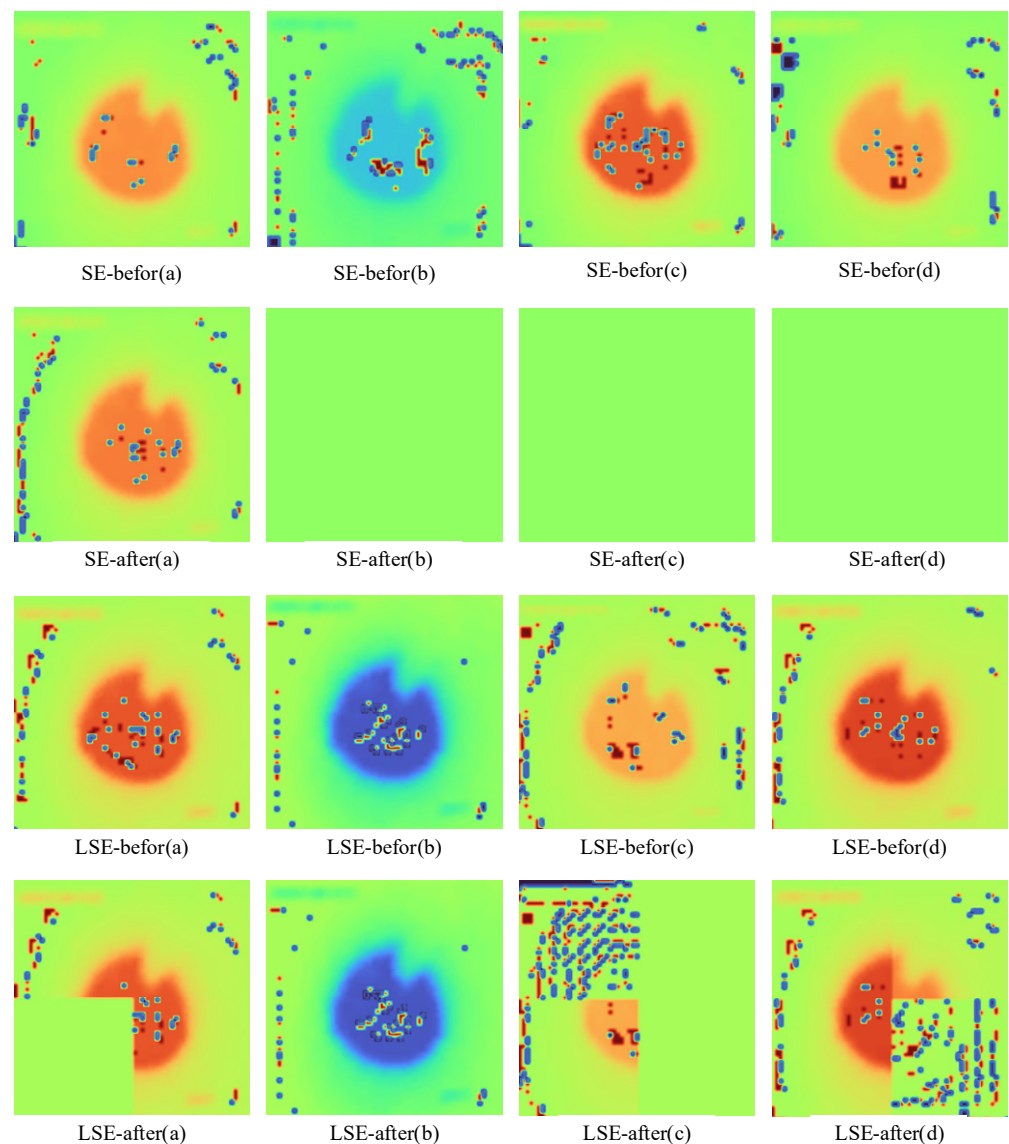 SE-befor(a) SE-befor(b) SE-befor(c) SE-befor(d)
SE-after(a) SE-after(b) SE-after(c) SE-after(d)
LSE-befor(a) LSE-befor(b) LSE-befor(c) LSE-befor(d)
LSE-after(a) LSE-after(b) LSE-after(c) LSE-after(d)